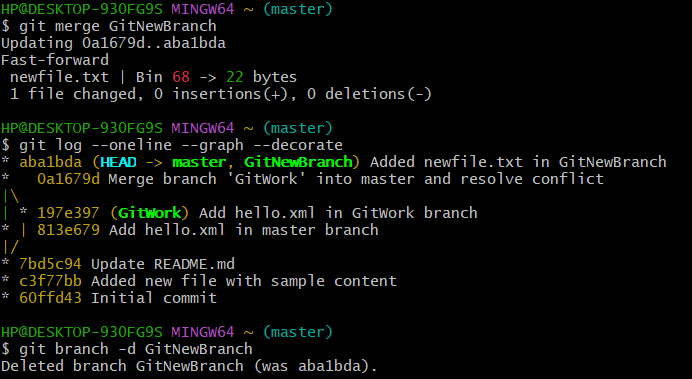 HP@DESKTOP-930FG9S MINGW64 ~ (master)
$ git merge GitNewBranch
Updating 0a1679d..aba1bda
Fast-forward
 newfile.txt | Bin 68 -> 22 bytes
 1 file changed, 0 insertions(+), 0 deletions(-)

HP@DESKTOP-930FG9S MINGW64 ~ (master)
$ git log --oneline --graph --decorate
* aba1bda (HEAD -> master, GitNewBranch) Added newfile.txt in GitNewBranch
*   0a1679d Merge branch 'GitWork' into master and resolve conflict
|\
| * 197e397 (GitWork) Add hello.xml in GitWork branch
* | 813e679 Add hello.xml in master branch
|/
* 7bd5c94 Update README.md
* c3f77bb Added new file with sample content
* 60ffd43 Initial commit

HP@DESKTOP-930FG9S MINGW64 ~ (master)
$ git branch -d GitNewBranch
Deleted branch GitNewBranch (was aba1bda).